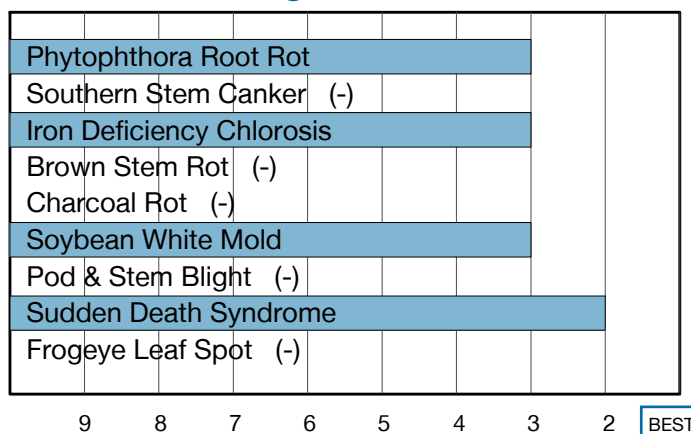 Phytophthora Root Rot
Southern Stem Canker (-)
Iron Deficiency Chlorosis
Brown Stem Rot (-)
Charcoal Rot (-)
Soybean White Mold
Pod & Stem Blight (-)
Sudden Death Syndrome
Frogeye Leaf Spot (-)
9 8 7 6 5 4 3 2 BEST